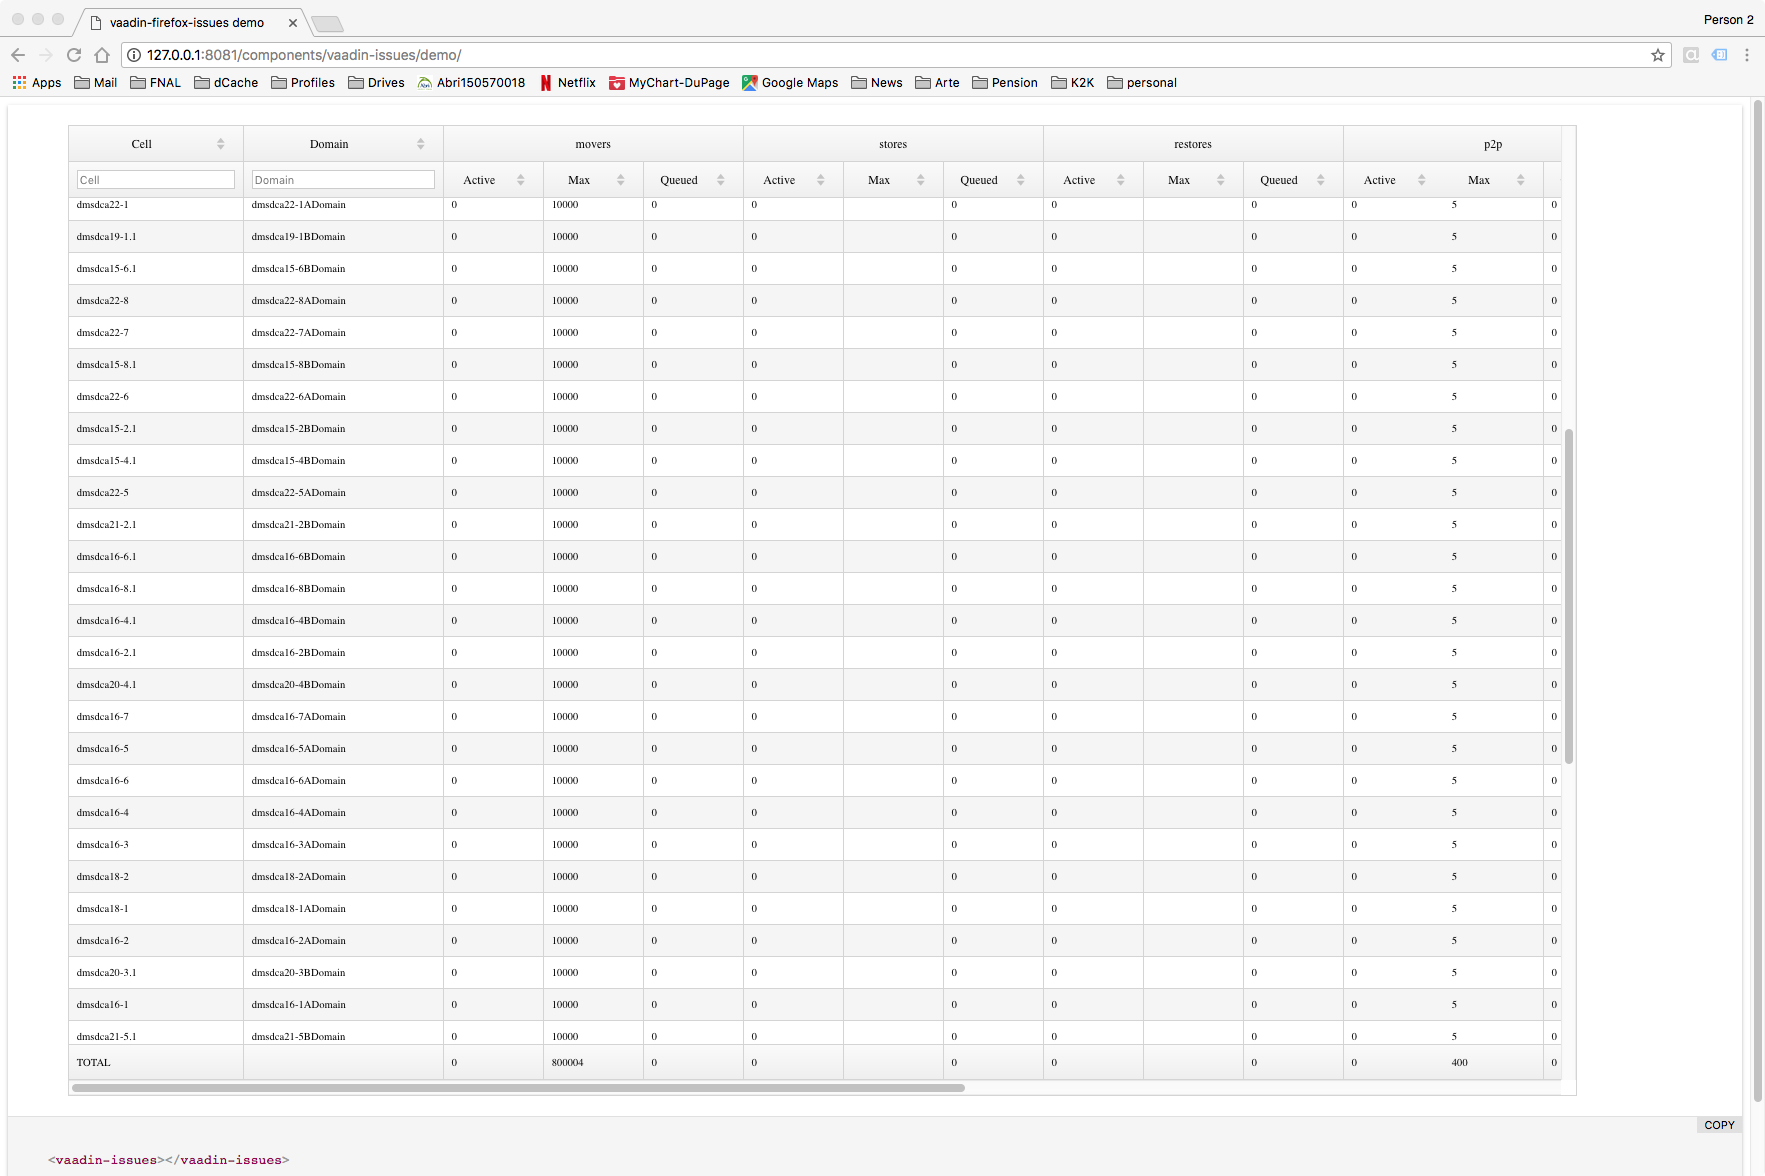 vaadin-firefox-issues demo
Person 2
127.0.0.1:8081/components/vaadin-issues/demo/
Apps Mail FNAL dCache Profiles Drives Abri150570018 Netflix MyChart-DuPage Google Maps News Arte Pension K2K personal
Cell Domain movers stores restores p2p
Cell Domain Active Max Queued Active Max Queued Active Max Queued Active Max
dmsdca22-1 dmsdca22-1ADomain 0 10000 0 0 0 0 0 0 5 0
dmsdca19-1.1 dmsdca19-1BDomain 0 10000 0 0 0 0 0 0 5 0
dmsdca15-6.1 dmsdca15-6BDomain 0 10000 0 0 0 0 0 0 5 0
dmsdca22-8 dmsdca22-8ADomain 0 10000 0 0 0 0 0 0 5 0
dmsdca22-7 dmsdca22-7ADomain 0 10000 0 0 0 0 0 0 5 0
dmsdca15-8.1 dmsdca15-8BDomain 0 10000 0 0 0 0 0 0 5 0
dmsdca22-6 dmsdca22-6ADomain 0 10000 0 0 0 0 0 0 5 0
dmsdca15-2.1 dmsdca15-2BDomain 0 10000 0 0 0 0 0 0 5 0
dmsdca15-4.1 dmsdca15-4BDomain 0 10000 0 0 0 0 0 0 5 0
dmsdca22-5 dmsdca22-5ADomain 0 10000 0 0 0 0 0 0 5 0
dmsdca21-2.1 dmsdca21-2BDomain 0 10000 0 0 0 0 0 0 5 0
dmsdca16-6.1 dmsdca16-6BDomain 0 10000 0 0 0 0 0 0 5 0
dmsdca16-8.1 dmsdca16-8BDomain 0 10000 0 0 0 0 0 0 5 0
dmsdca16-4.1 dmsdca16-4BDomain 0 10000 0 0 0 0 0 0 5 0
dmsdca16-2.1 dmsdca16-2BDomain 0 10000 0 0 0 0 0 0 5 0
dmsdca20-4.1 dmsdca20-4BDomain 0 10000 0 0 0 0 0 0 5 0
dmsdca16-7 dmsdca16-7ADomain 0 10000 0 0 0 0 0 0 5 0
dmsdca16-5 dmsdca16-5ADomain 0 10000 0 0 0 0 0 0 5 0
dmsdca16-6 dmsdca16-6ADomain 0 10000 0 0 0 0 0 0 5 0
dmsdca16-4 dmsdca16-4ADomain 0 10000 0 0 0 0 0 0 5 0
dmsdca16-3 dmsdca16-3ADomain 0 10000 0 0 0 0 0 0 5 0
dmsdca18-2 dmsdca18-2ADomain 0 10000 0 0 0 0 0 0 5 0
dmsdca18-1 dmsdca18-1ADomain 0 10000 0 0 0 0 0 0 5 0
dmsdca16-2 dmsdca16-2ADomain 0 10000 0 0 0 0 0 0 5 0
dmsdca20-3.1 dmsdca20-3BDomain 0 10000 0 0 0 0 0 0 5 0
dmsdca16-1 dmsdca16-1ADomain 0 10000 0 0 0 0 0 0 5 0
dmsdca21-5.1 dmsdca21-5BDomain 0 10000 0 0 0 0 0 0 5 0
TOTAL 0 800004 0 0 0 0 0 0 400 0
COPY
<vaadin-issues></vaadin-issues>